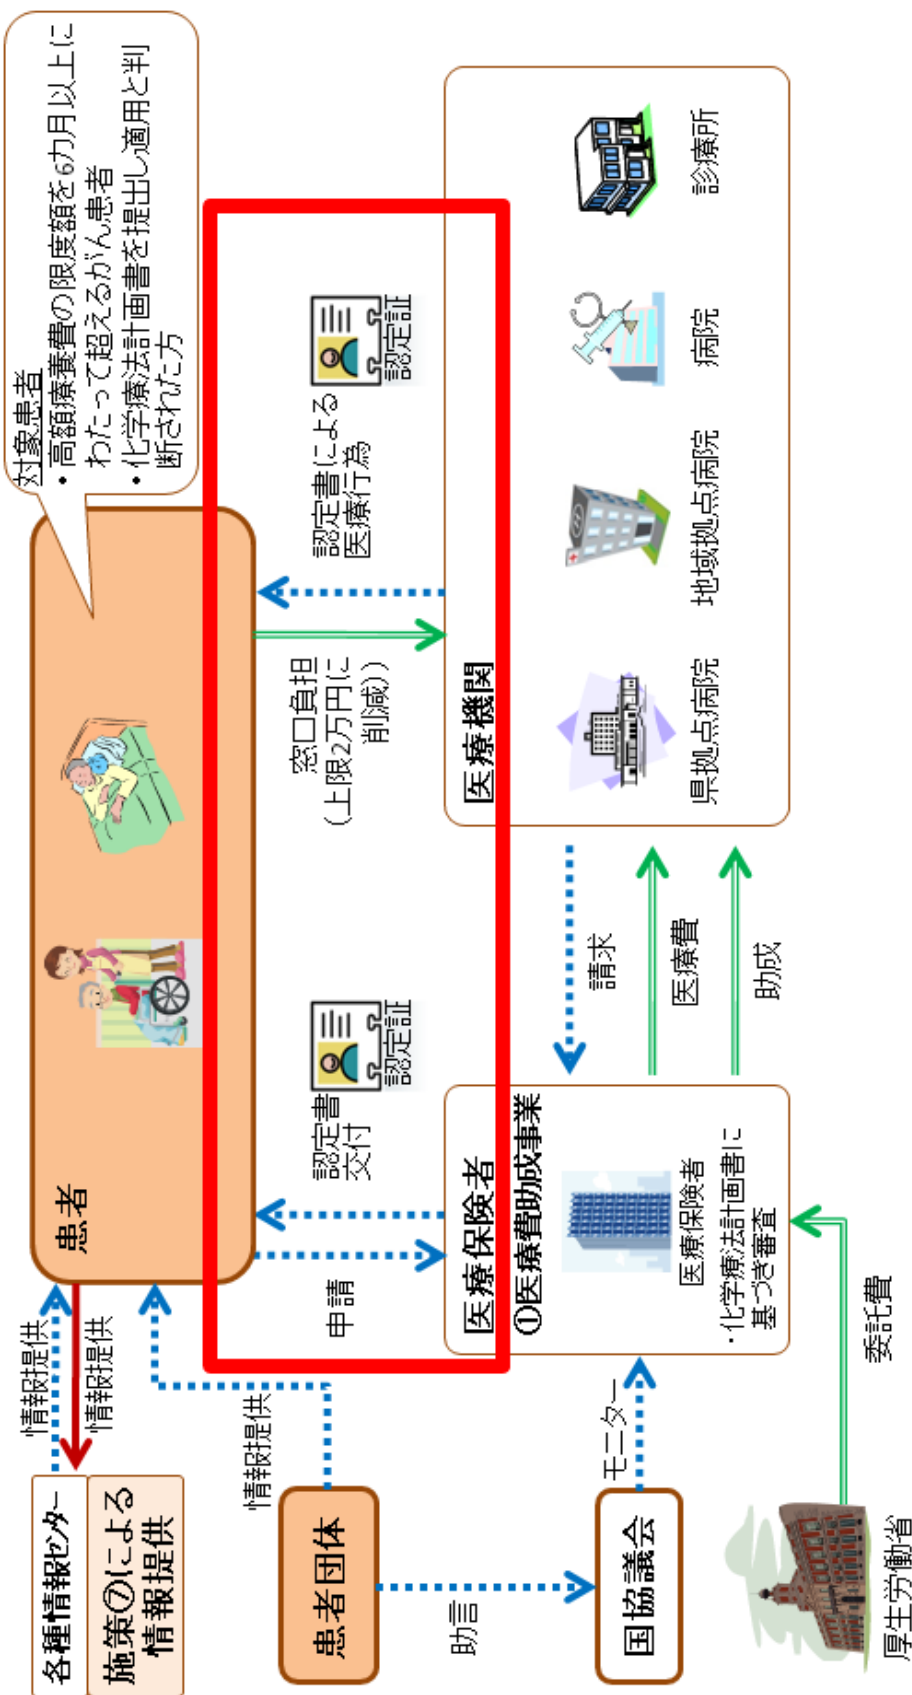 対象患者
・高額療養費の限度額を6カ月以上に
わたって超えるがん患者
・化学療法計画書を提出し適用と判
断された方
各種情報センター
施策⑦による
情報提供
情報提供
情報提供
患者
患者団体
情報提供
申請
認定書
交付
認定証
窓口負担
(上限2万円に
削減))
認定書による
医療行為
認定証
助言
国協議会
モニター
医療保険者
①医療費助成事業
医療保険者
・化学療法計画書に
基づき審査
請求
医療費
助成
医療機関
県拠点病院
地域拠点病院
病院
診療所
厚生労働省
委託費